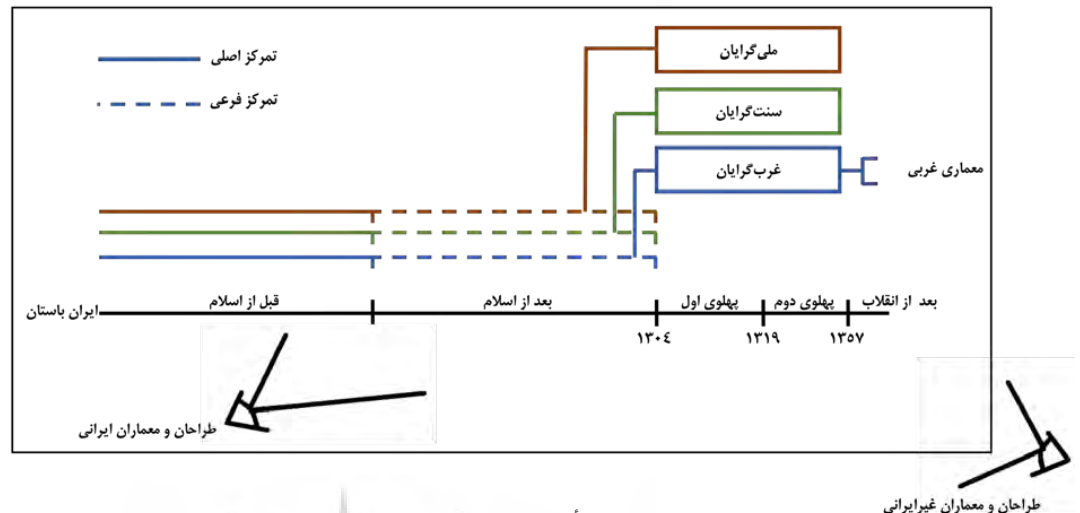 تمرکز اصلی
تمرکز فرعی
ملی‌گرایان
سنت‌گرایان
غرب‌گرایان
معماری غربی
ایران باستان
قبل از اسلام
بعد از اسلام
پهلوی اول
پهلوی دوم
بعد از انقلاب
۱۳۰٤
۱۳۱۹
۱۳۵۷
طراحان و معماران ایرانی
طراحان و معماران غیرایرانی